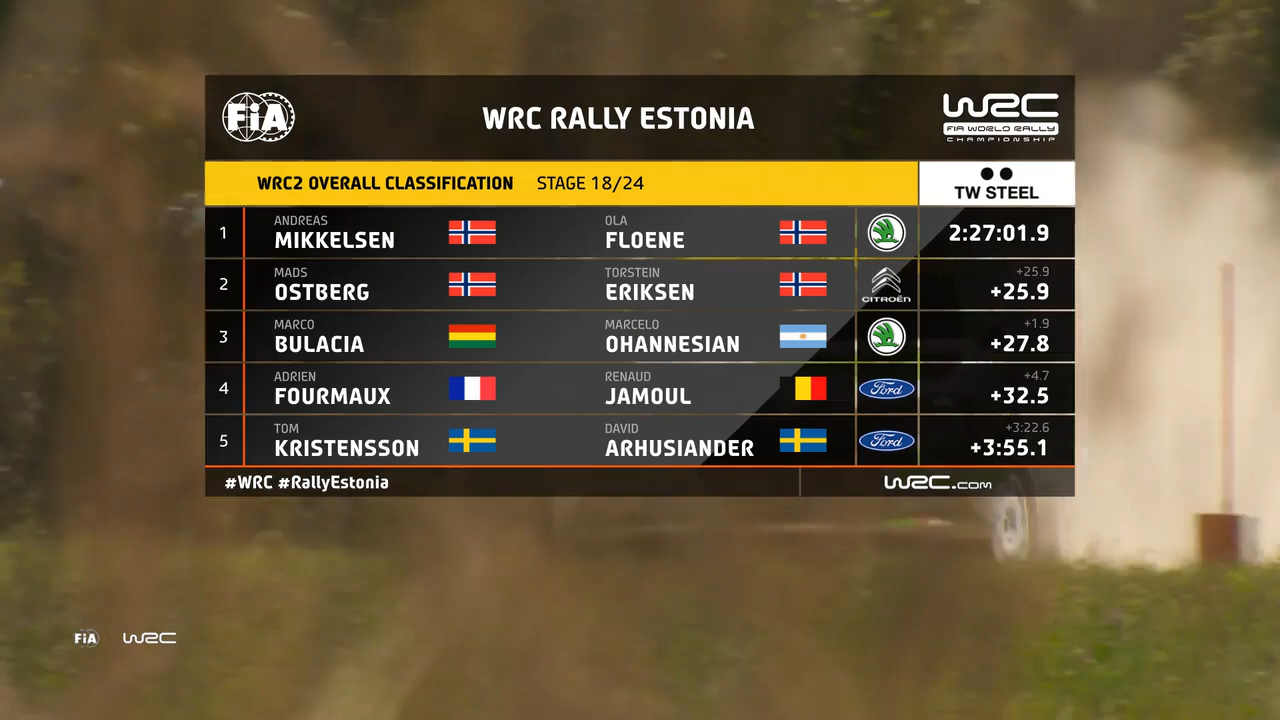 FiA
WRC RALLY ESTONIA
WRC
FIA WORLD RALLY
CHAMPIONSHIP
WRC2 OVERALL CLASSIFICATION STAGE 18/24
TW STEEL
1 ANDREAS MIKKELSEN OLA FLOENE 2:27:01.9
2 MADS OSTBERG TORSTEIN ERIKSEN CITROËN +25.9 +25.9
3 MARCO BULACIA MARCELO OHANNESIAN +1.9 +27.8
4 ADRIEN FOURMAUX RENAUD JAMOUL Ford +4.7 +32.5
5 TOM KRISTENSSON DAVID ARHUSIANDER Ford +3:22.6 +3:55.1
#WRC #RallyEstonia WRC.COM
FiA WRC